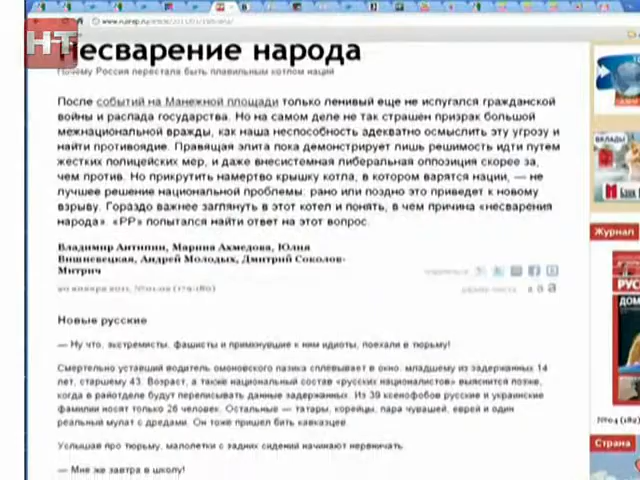 НТ
Несварение народа
Почему Россия перестала быть плавильным котлом наций
После событий на Манежной площади только ленивый еще не испугался гражданской
войны и распада государства. Но на самом деле не так страшен призрак большой
межнациональной вражды, как наша неспособность адекватно осмыслить эту угрозу и
найти противоядие. Правящая элита пока демонстрирует лишь решимость идти путем
жестких полицейских мер, и даже внесистемная либеральная оппозиция скорее за,
чем против. Но прикрутить намертво крышку котла, в котором варятся нации, — не
лучшее решение национальной проблемы: рано или поздно это приведет к новому
взрыву. Гораздо важнее заглянуть в этот котел и понять, в чем причина «несварения
народа». «РР» попытался найти ответ на этот вопрос.
Владимир Антипин, Марина Ахмедова, Юлия
Вишневецкая, Андрей Молодых, Дмитрий Соколов-
Митрич
Новые русские
— Ну что, экстремисты, фашисты и примкнувшие к ним идиоты, поехали в тюрьму!
Смертельно уставший водитель омоновского пазика сплевывает в окно. младшему из задержанных 14
лет, старшему 43. Возраст, а также национальный состав «русских националистов» выяснится позже,
когда в райотделе будут переписывать данные задержанных. Из 39 ксенофобов русские и украинские
фамилии носят только 26 человек. Остальные — татары, корейцы, пара чувашей, еврей и один
реальный мулат с дредами. Он тоже пришел бить кавказцев.
Услышав про тюрьму, малолетки с задних сидений начинают нервничать.
— Мне же завтра в школу!
ВКЛАДЫ
Банк
Журнал
РУС
№04 (182)
Страна